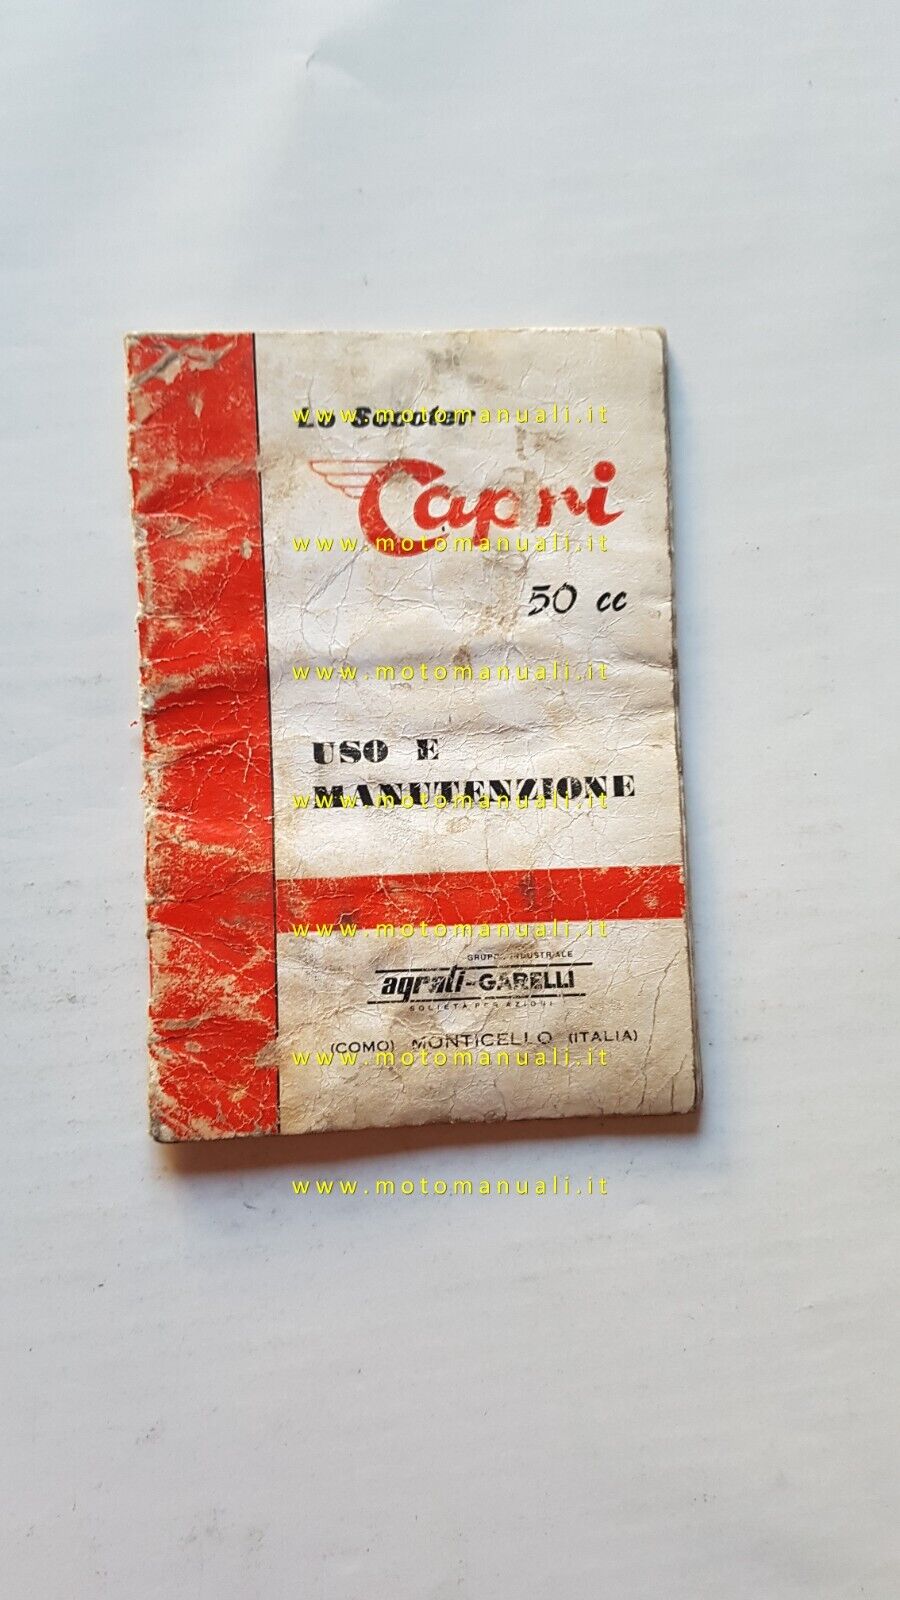 Lo Scooter
www.motomanuali.it
Capri
www.motomanuali.it
50 cc
www.motomanuali.it
USO E
MANUTENZIONE
www.motomanuali.it
www.motomanuali.it
GRUPPO INDUSTRIALE
agrati-GARELLI
SOCIETÀ PER AZIONI
(COMO) MONTICELLO (ITALIA)
www.motomanuali.it
www.motomanuali.it